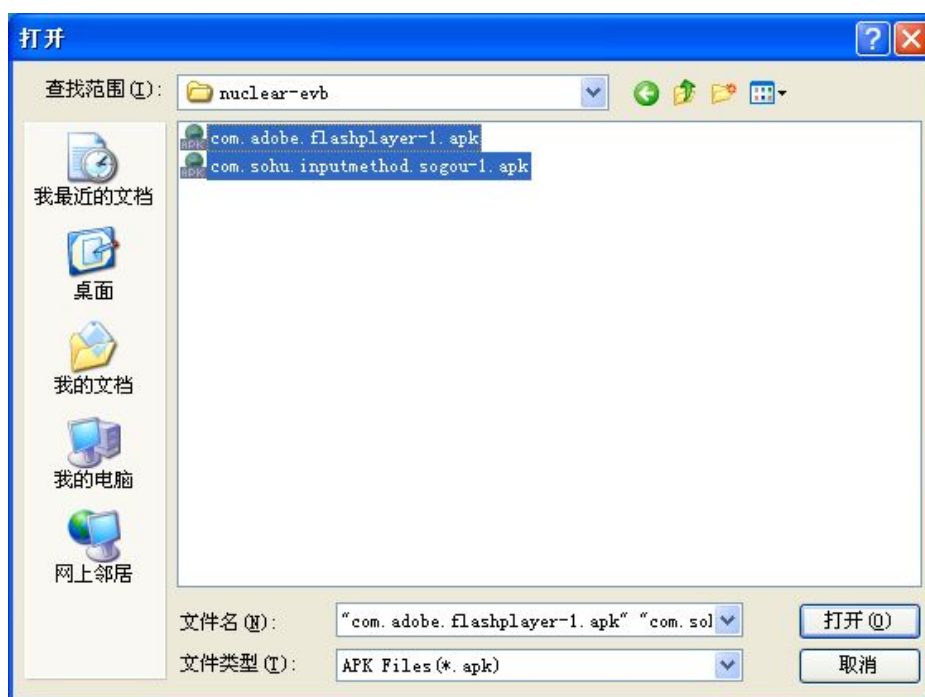 打开
查找范围(I):
nuclear-evb
com.adobe.flashplayer-1.apk
com.sohu.inputmethod.sogou-1.apk
我最近的文档
桌面
我的文档
我的电脑
网上邻居
文件名(N):
"com.adobe.flashplayer-1.apk" "com.sol
打开(O)
文件类型(T):
APK Files(*.apk)
取消